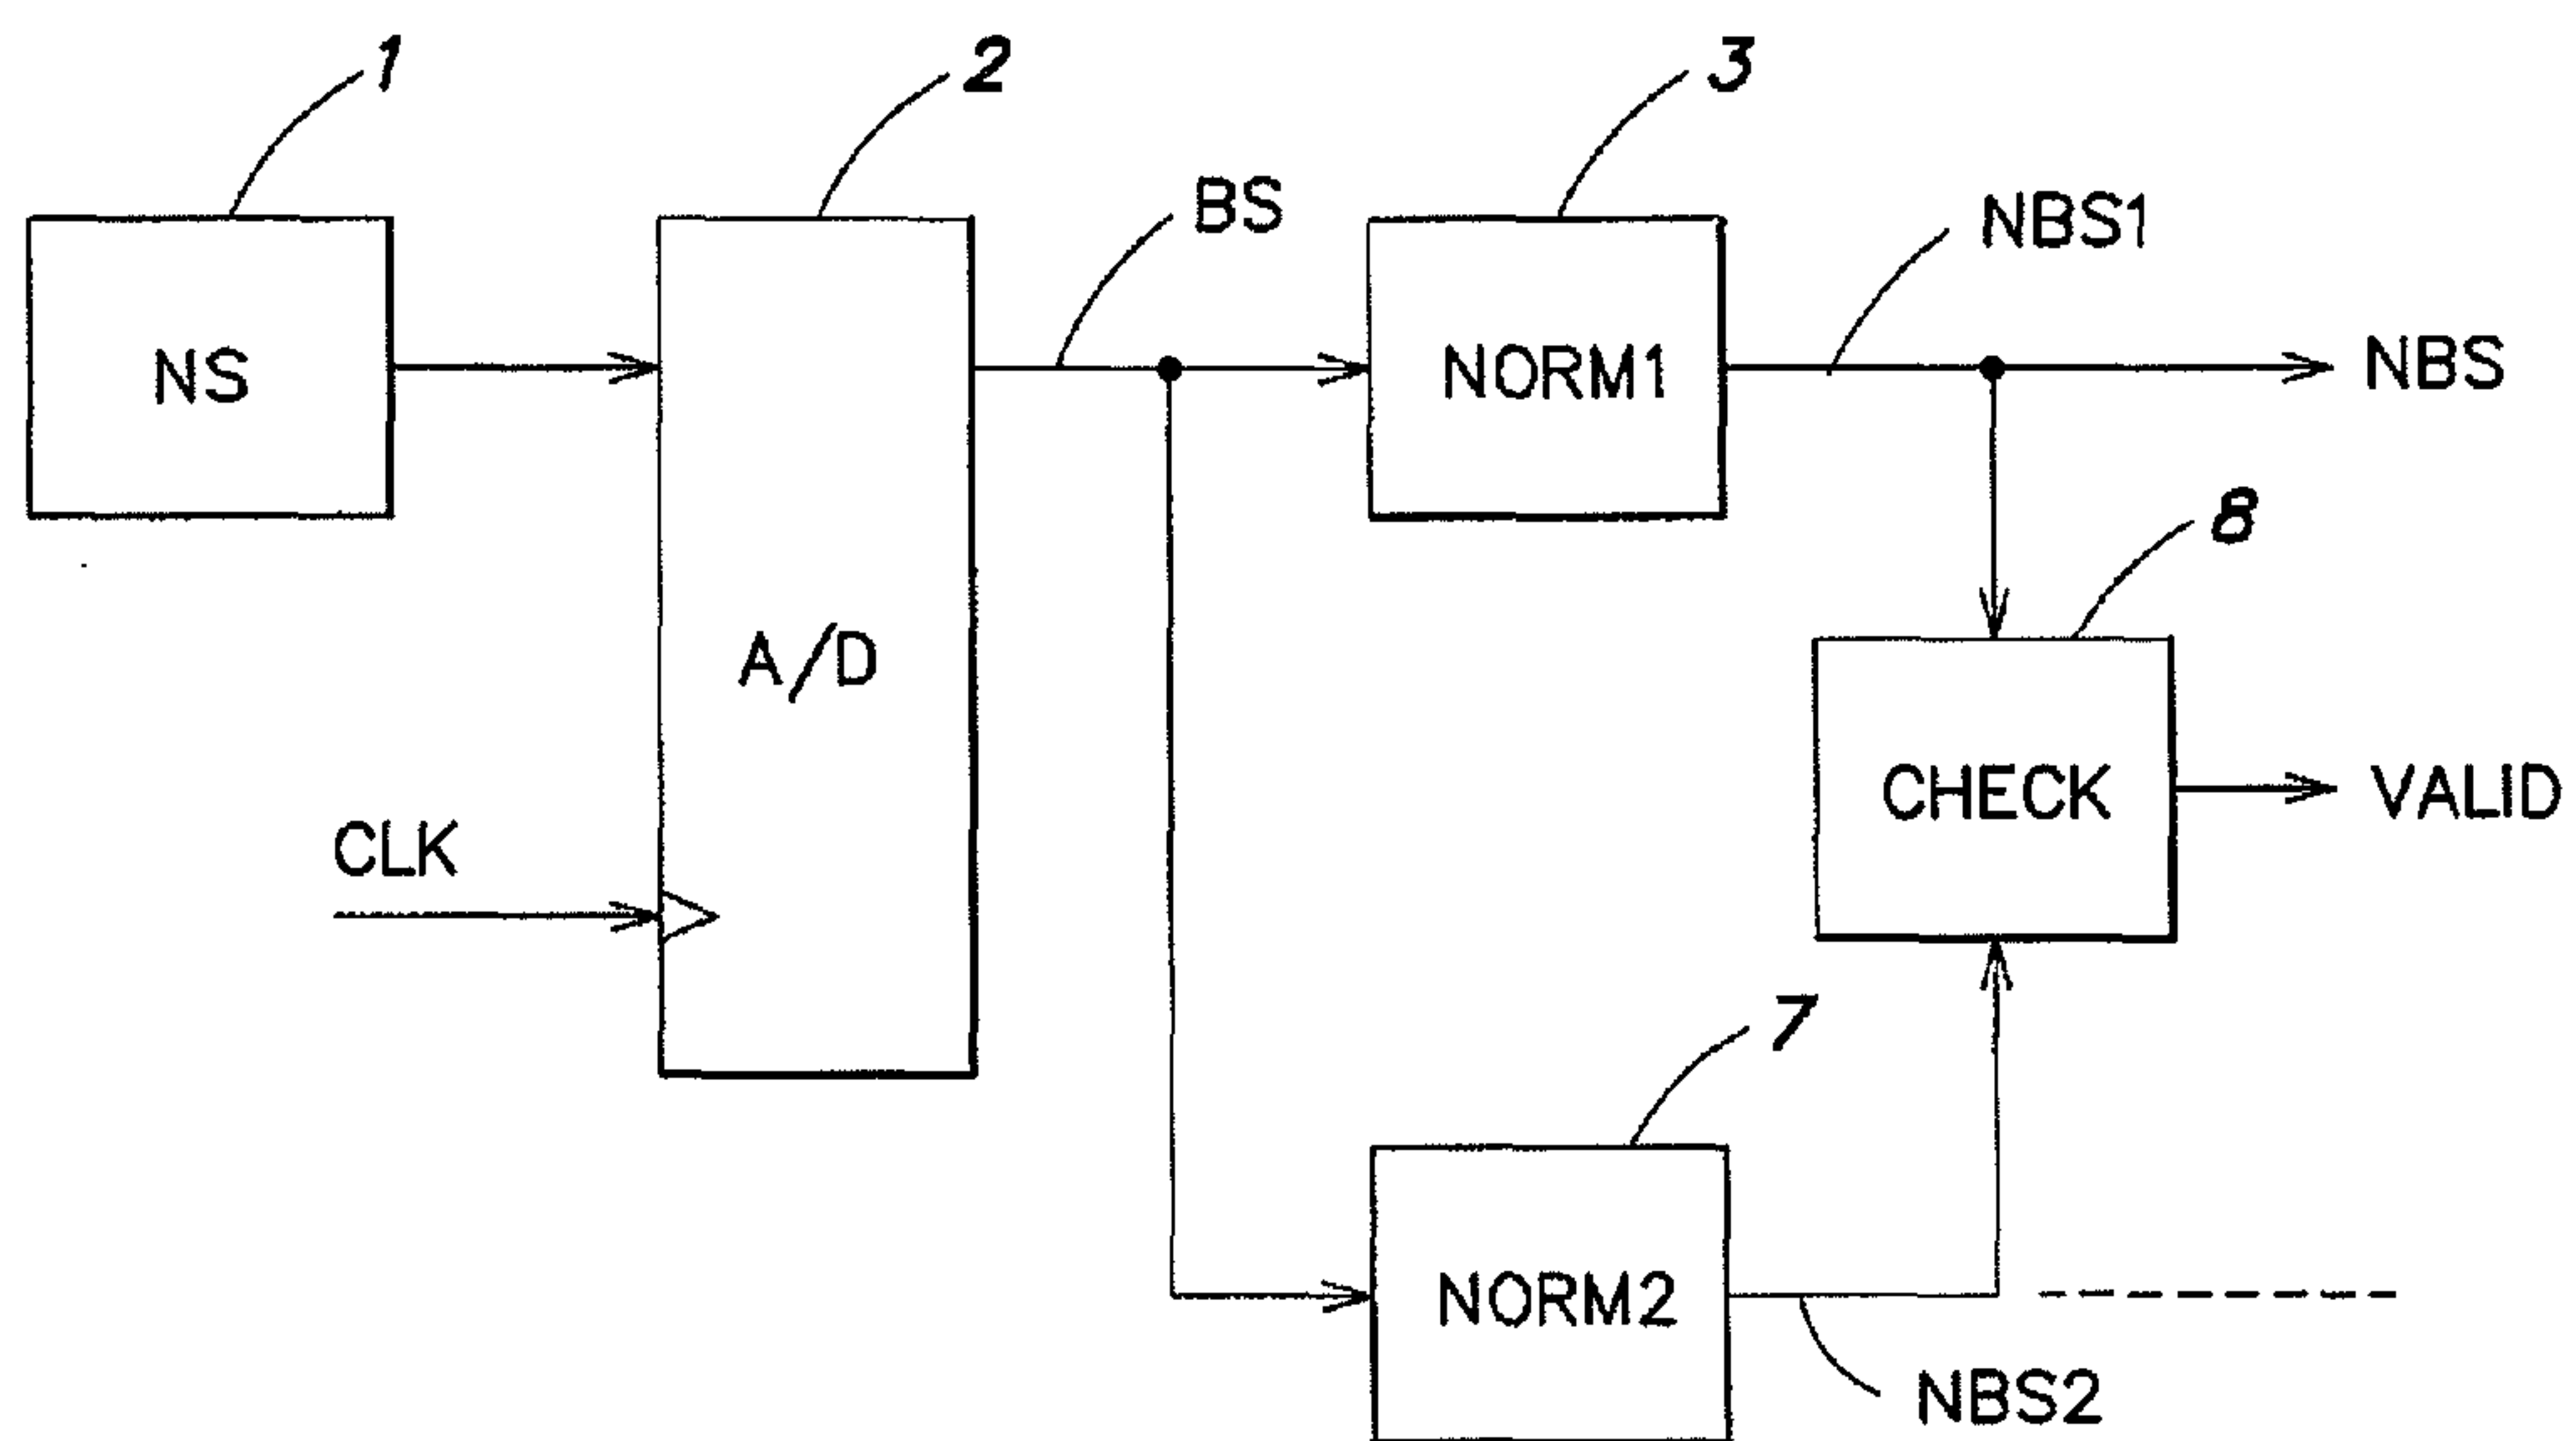 1
2
3
BS
NBS1
NS
NORM1
NBS
8
A/D
CHECK
VALID
CLK
7
NORM2
NBS2